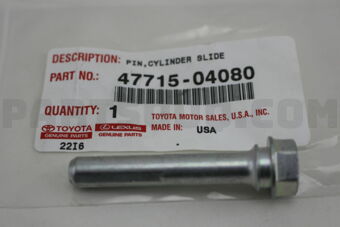 DESCRIPTION: PIN,CYLINDER SLIDE
PART NO.: 47715-04080
QUANTITY: 1 TOYOTA MOTOR SALES, U.S.A., INC.
TOYOTA GENUINE PARTS LEXUS GENUINE PARTS MADE IN: USA
22I6